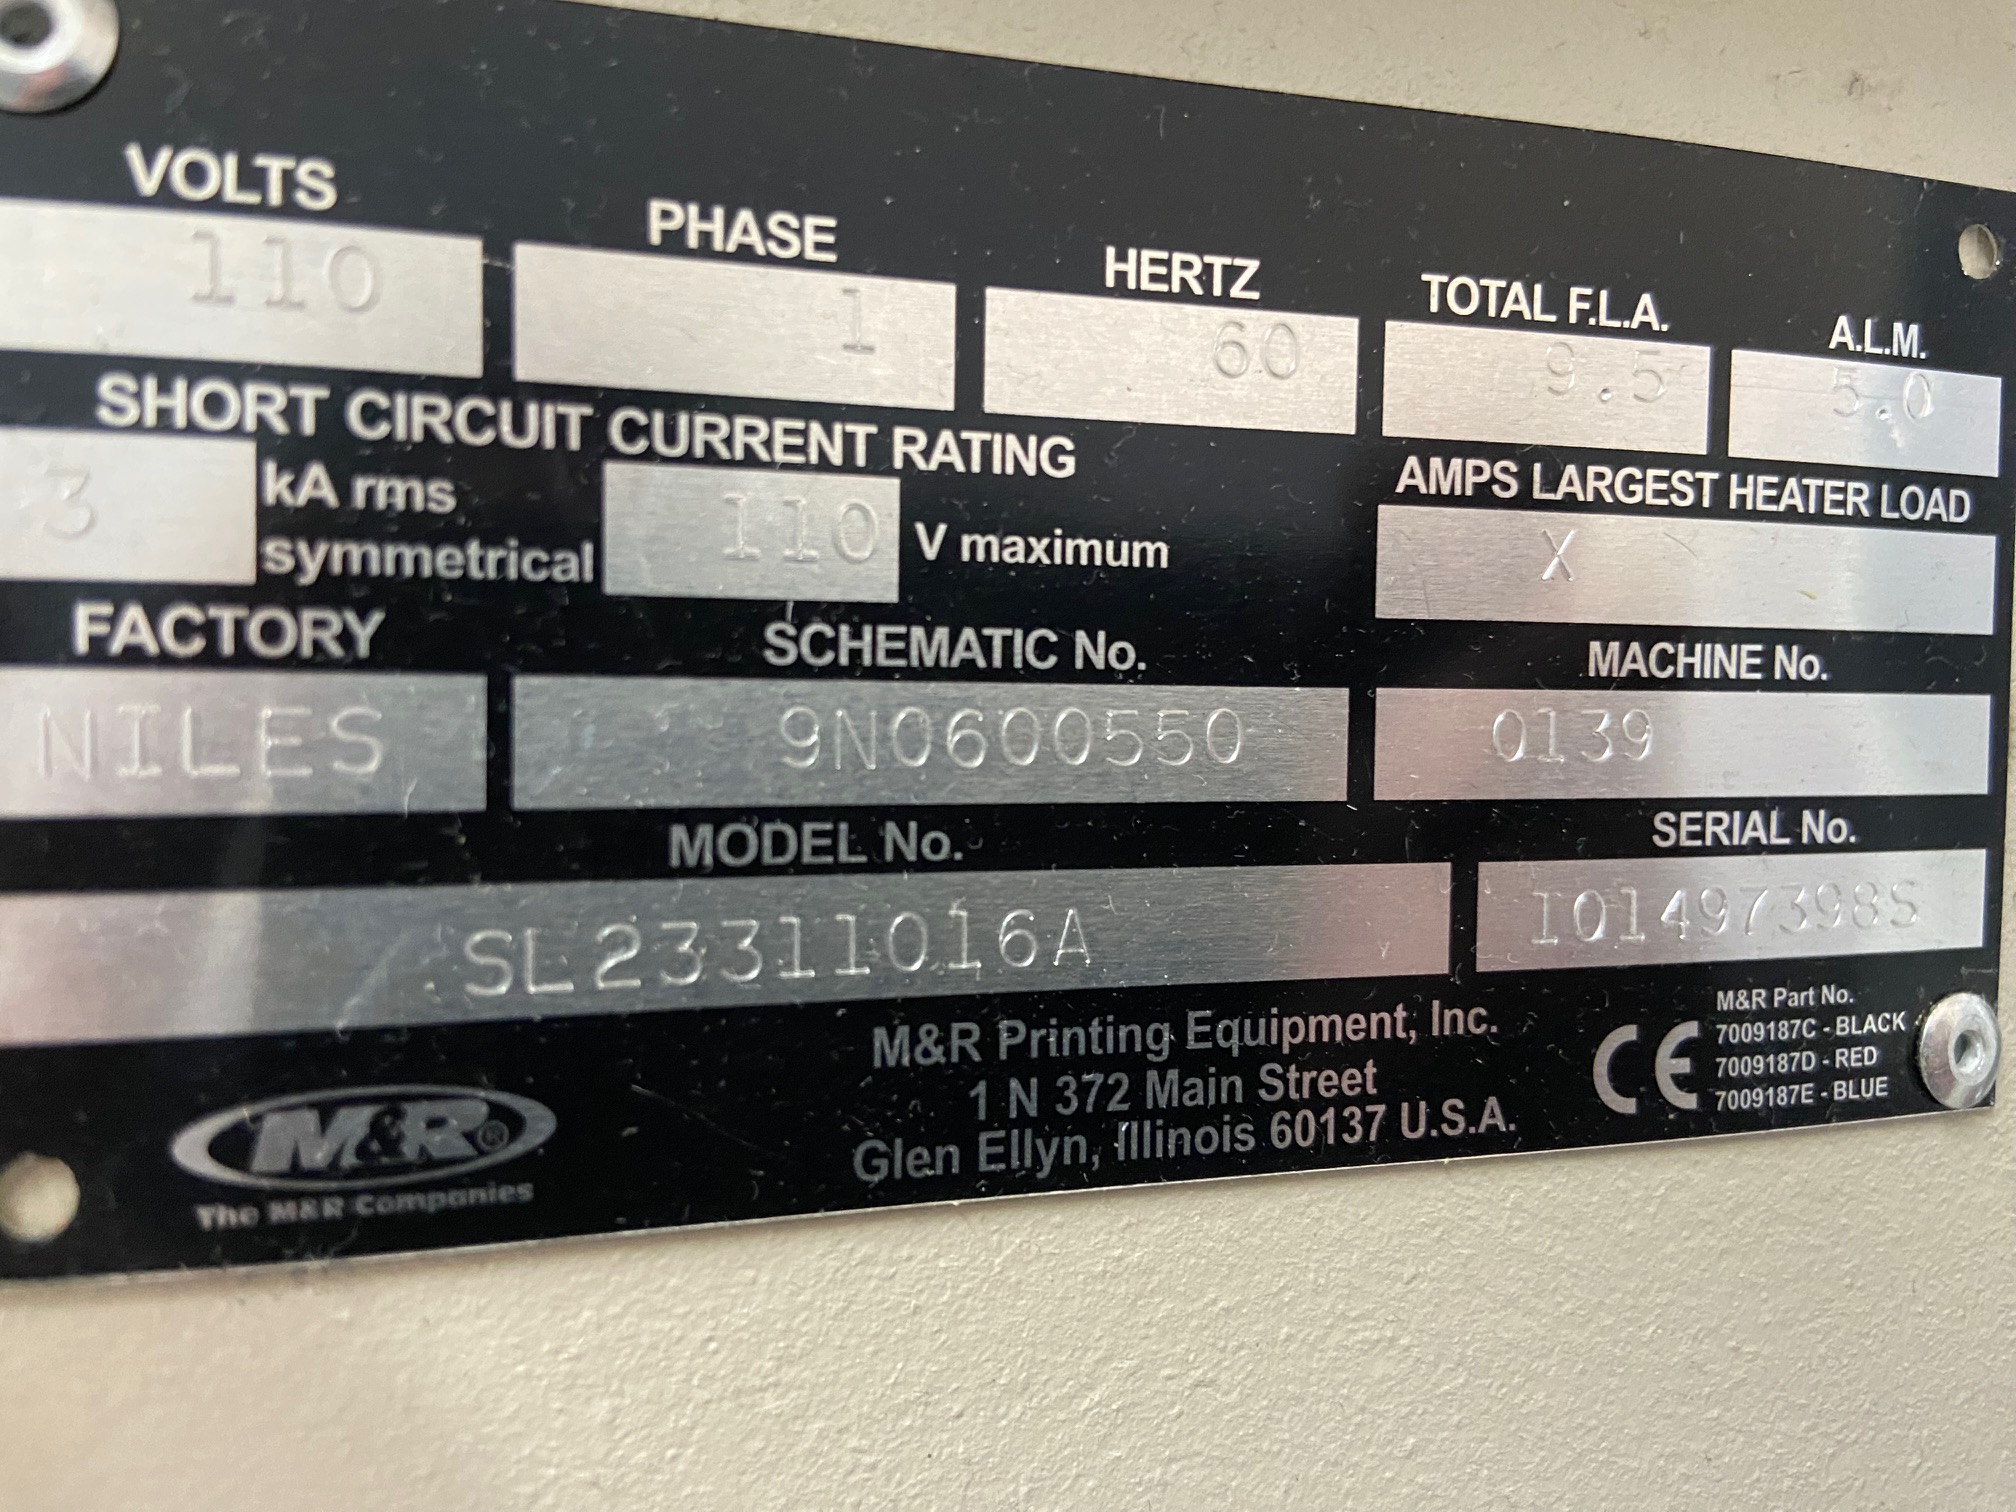 VOLTS PHASE HERTZ TOTAL F.L.A. A.L.M.
110 1 60 9.5 5.0
SHORT CIRCUIT CURRENT RATING
3 kA rms symmetrical 110 V maximum
AMPS LARGEST HEATER LOAD
X
FACTORY SCHEMATIC No. MACHINE No.
NILES 9N0600550 0139
MODEL No. SERIAL No.
SL23311016A I01497398S
M&R®
The M&R Companies
M&R Printing Equipment, Inc.
1 N 372 Main Street
Glen Ellyn, Illinois 60137 U.S.A.
CE
M&R Part No.
7009187C - BLACK
7009187D - RED
7009187E - BLUE